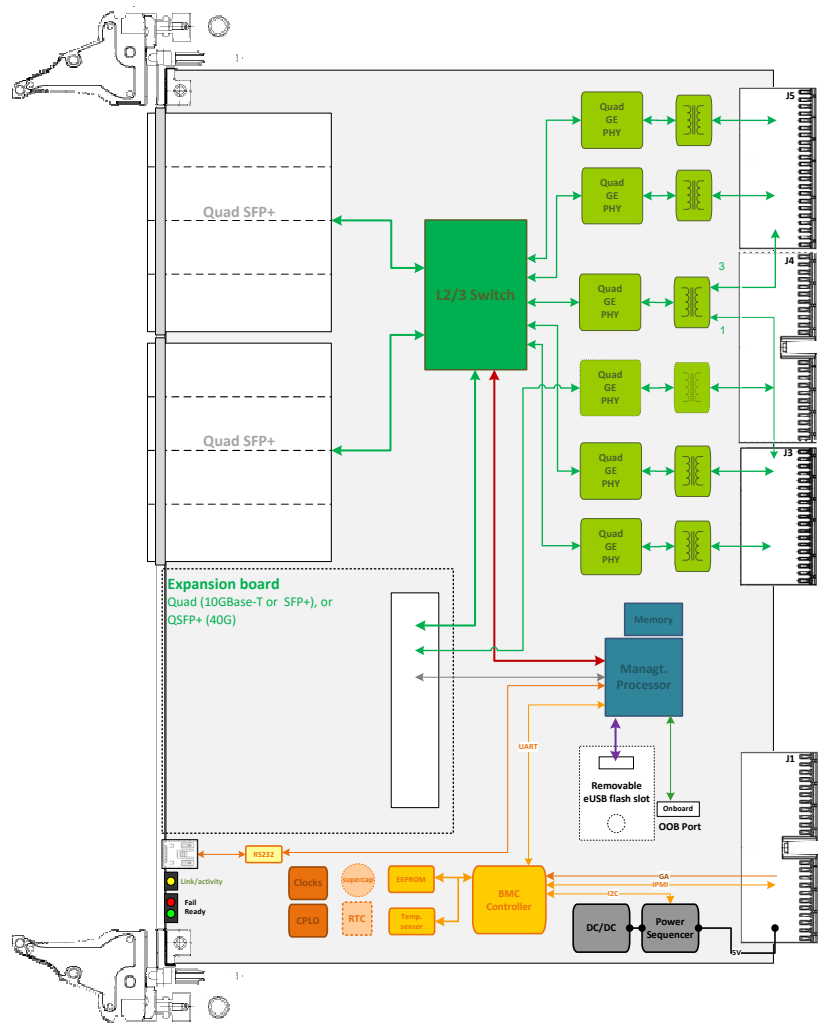 J5
Quad
GE
PHY
Quad SFP+
Quad
GE
PHY
J4
3
L2/3 Switch
Quad
GE
PHY
1
Quad
GE
PHY
Quad SFP+
J3
Quad
GE
PHY
Quad
GE
PHY
Expansion board
Quad (10GBase-T or SFP+), or
QSFP+ (40G)
Memory
Managt.
Processor
UART
J1
Removable
eUSB flash slot
Onboard
OOB Port
RS232
Link/activity
Fail
Ready
Clocks
supercap
EEPROM
BMC
Controller
GA
IPMI
I2C
CPLD
RTC
Temp.
sensor
DC/DC
Power
Sequencer
5V